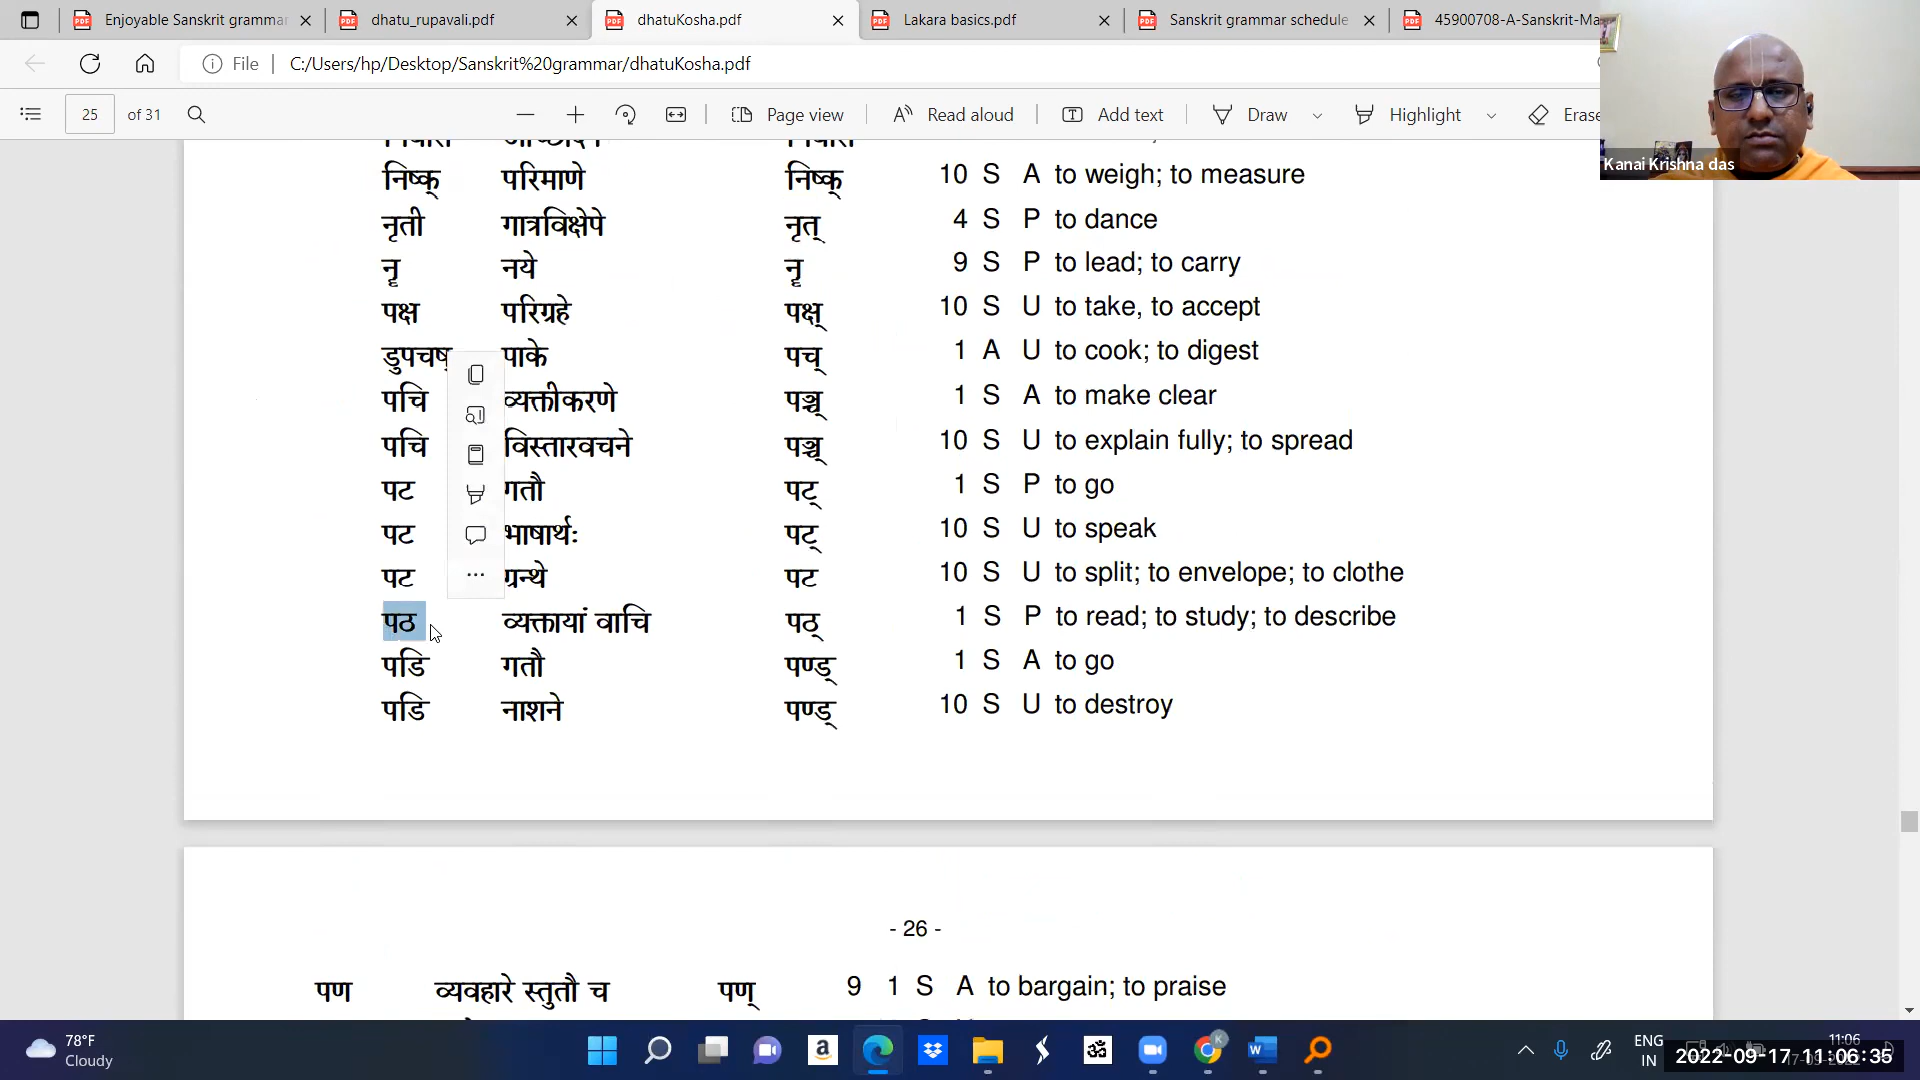 Enjoyable Sanskrit grammar dhatu_rupavali.pdf dhatuKosha.pdf Lakara basics.pdf Sanskrit grammar schedule 45900708-A-Sanskrit-Ma
File C:/Users/hp/Desktop/Sanskrit%20grammar/dhatuKosha.pdf
25 of 31 Page view Read aloud Add text Draw Highlight Erase
Kanai Krishna das
निष्क् परिमाणे निष्क् 10 S A to weigh; to measure
नृती गात्रविक्षेपे नृत् 4 S P to dance
नॄ नये नॄ 9 S P to lead; to carry
पक्ष परिग्रहे पक्ष् 10 S U to take, to accept
डुपचष् पाके पच् 1 A U to cook; to digest
पचि व्यक्तीकरणे पञ्च् 1 S A to make clear
पचि विस्तारवचने पञ्च् 10 S U to explain fully; to spread
पट गतौ पट् 1 S P to go
पट भाषार्थः पट् 10 S U to speak
पट ग्रन्थे पट 10 S U to split; to envelope; to clothe
पठ व्यक्तायां वाचि पठ् 1 S P to read; to study; to describe
पडि गतौ पण्ड् 1 S A to go
पडि नाशने पण्ड् 10 S U to destroy
- 26 -
पण व्यवहारे स्तुतौ च पण् 9 1 S A to bargain; to praise
78°F
Cloudy
ENG
IN
11:06
2022-09-17 11:06:35